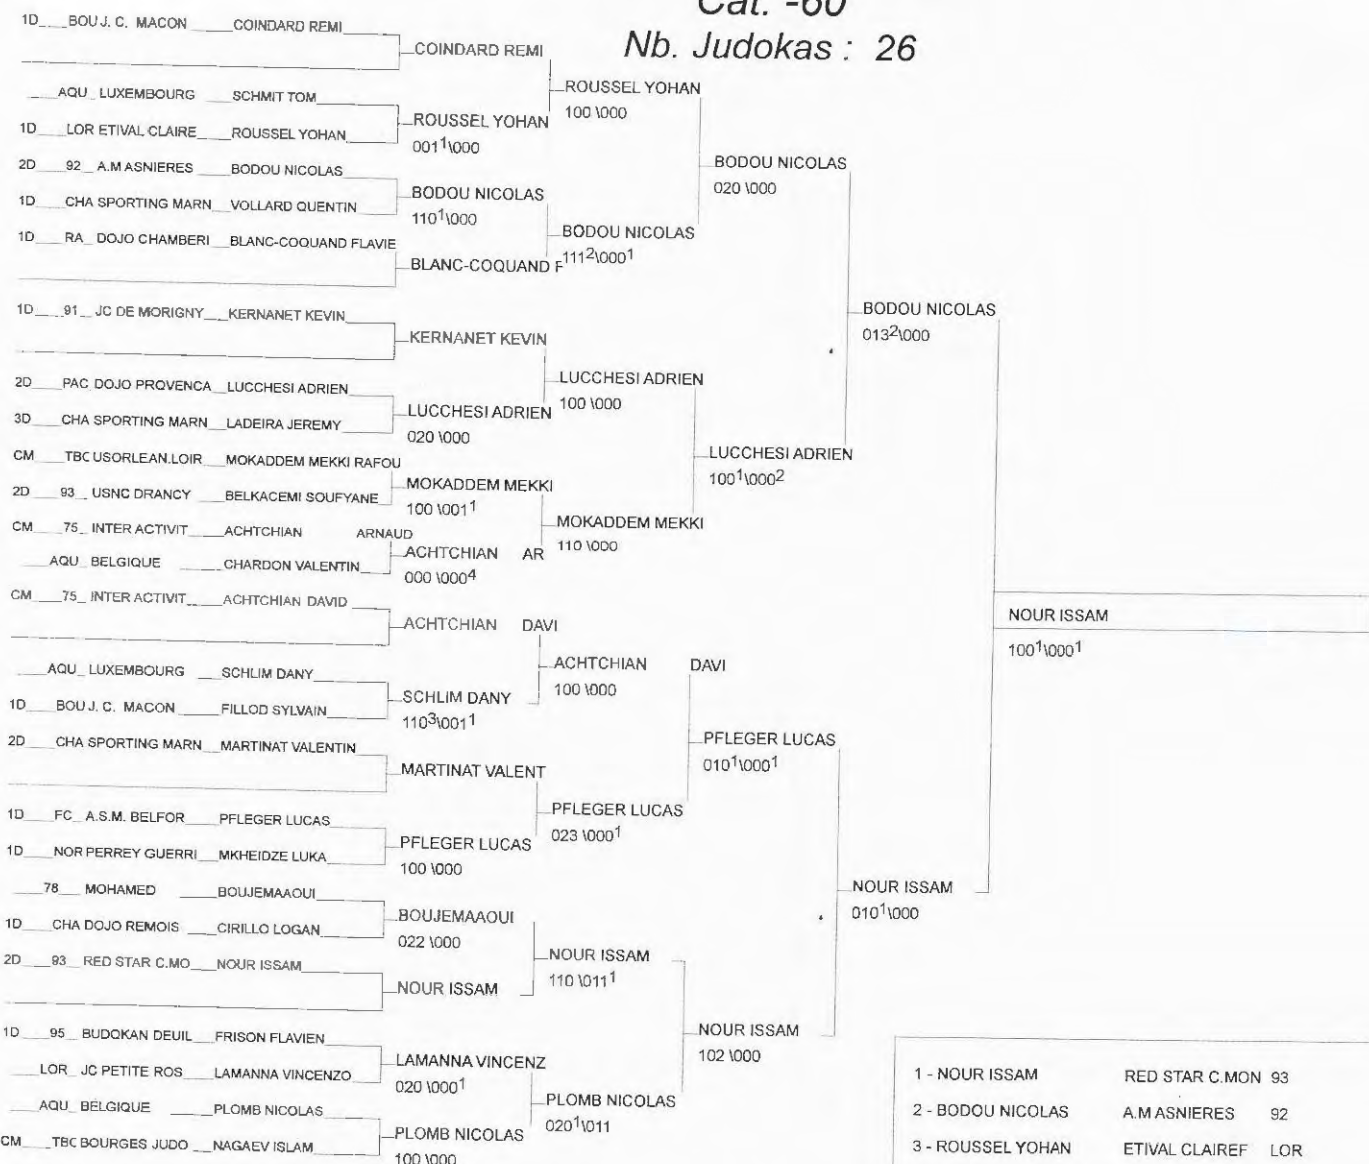 Cat. -60
Nb. Judokas : 26
1D BOU J. C. MACON COINDARD REMI
COINDARD REMI
AQU LUXEMBOURG SCHMIT TOM
1D LOR ETIVAL CLAIRE ROUSSEL YOHAN
ROUSSEL YOHAN
001¹\000
ROUSSEL YOHAN
100 \000
2D 92 A.M ASNIERES BODOU NICOLAS
1D CHA SPORTING MARN VOLLARD QUENTIN
BODOU NICOLAS
110¹\000
1D RA DOJO CHAMBERI BLANC-COQUAND FLAVIE
BLANC-COQUAND F
BODOU NICOLAS
111²\000¹
BODOU NICOLAS
020 \000
1D 91 JC DE MORIGNY KERNANET KEVIN
KERNANET KEVIN
2D PAC DOJO PROVENCA LUCCHESI ADRIEN
3D CHA SPORTING MARN LADEIRA JEREMY
LUCCHESI ADRIEN
020 \000
LUCCHESI ADRIEN
100 \000
CM TBC USORLEAN.LOIR MOKADDEM MEKKI RAFOU
2D 93 USNC DRANCY BELKACEMI SOUFYANE
MOKADDEM MEKKI
100 \001¹
CM 75 INTER ACTIVIT ACHTCHIAN ARNAUD
AQU BELGIQUE CHARDON VALENTIN
ACHTCHIAN AR
000 \000⁴
MOKADDEM MEKKI
110 \000
LUCCHESI ADRIEN
100¹\000²
BODOU NICOLAS
013²\000
CM 75 INTER ACTIVIT ACHTCHIAN DAVID
ACHTCHIAN DAVI
AQU LUXEMBOURG SCHLIM DANY
1D BOU J. C. MACON FILLOD SYLVAIN
SCHLIM DANY
110³\001¹
ACHTCHIAN DAVI
100 \000
2D CHA SPORTING MARN MARTINAT VALENTIN
MARTINAT VALENT
1D FC A.S.M. BELFOR PFLEGER LUCAS
1D NOR PERREY GUERRI MKHEIDZE LUKA
PFLEGER LUCAS
100 \000
PFLEGER LUCAS
023 \000¹
PFLEGER LUCAS
010¹\000¹
78 MOHAMED BOUJEMAAOUI
1D CHA DOJO REMOIS CIRILLO LOGAN
BOUJEMAAOUI
022 \000
2D 93 RED STAR C.MO NOUR ISSAM
NOUR ISSAM
NOUR ISSAM
110 \011¹
1D 95 BUDOKAN DEUIL FRISON FLAVIEN
LOR JC PETITE ROS LAMANNA VINCENZO
LAMANNA VINCENZ
020 \000¹
AQU BELGIQUE PLOMB NICOLAS
CM TBC BOURGES JUDO NAGAEV ISLAM
PLOMB NICOLAS
100 \000
PLOMB NICOLAS
020¹\011
NOUR ISSAM
102 \000
NOUR ISSAM
010¹\000
NOUR ISSAM
100¹\000¹
1 - NOUR ISSAM RED STAR C.MON 93
2 - BODOU NICOLAS A.M ASNIERES 92
3 - ROUSSEL YOHAN ETIVAL CLAIREF LOR